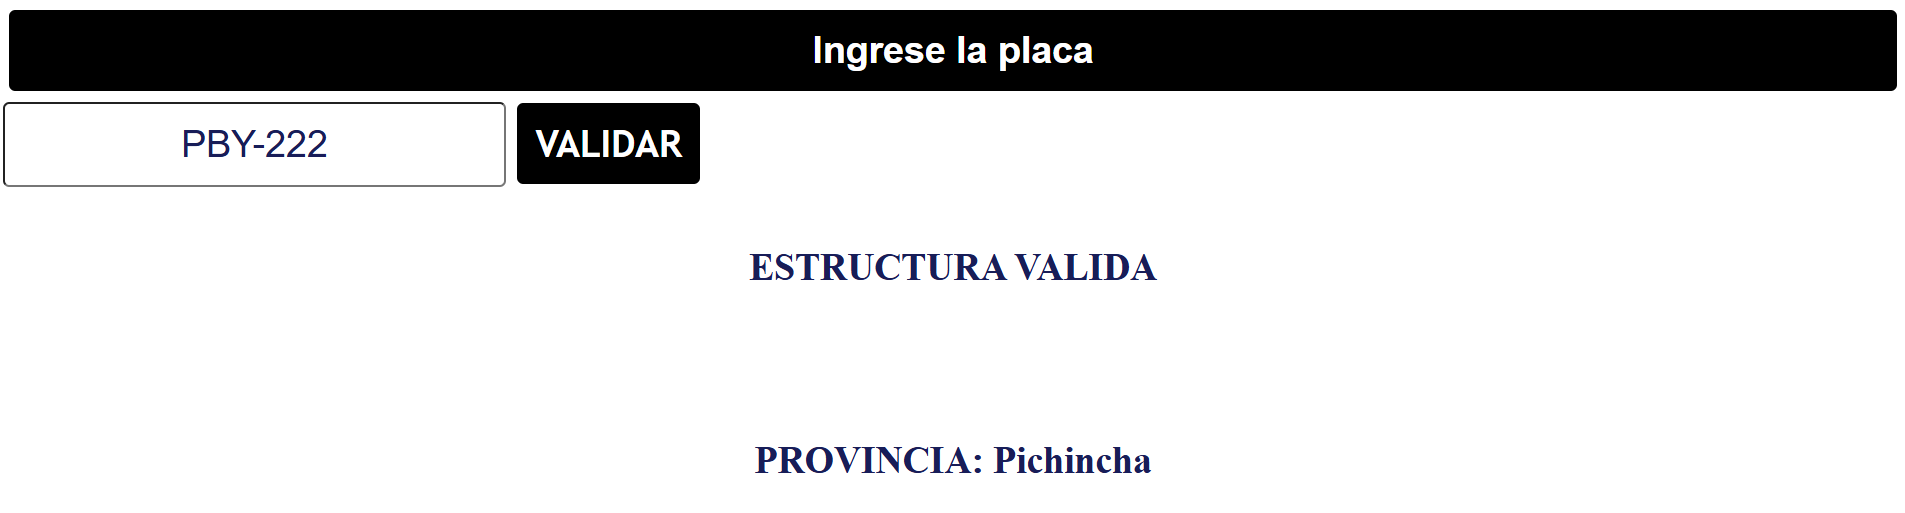 Ingrese la placa
PBY-222 VALIDAR
ESTRUCTURA VALIDA
PROVINCIA: Pichincha